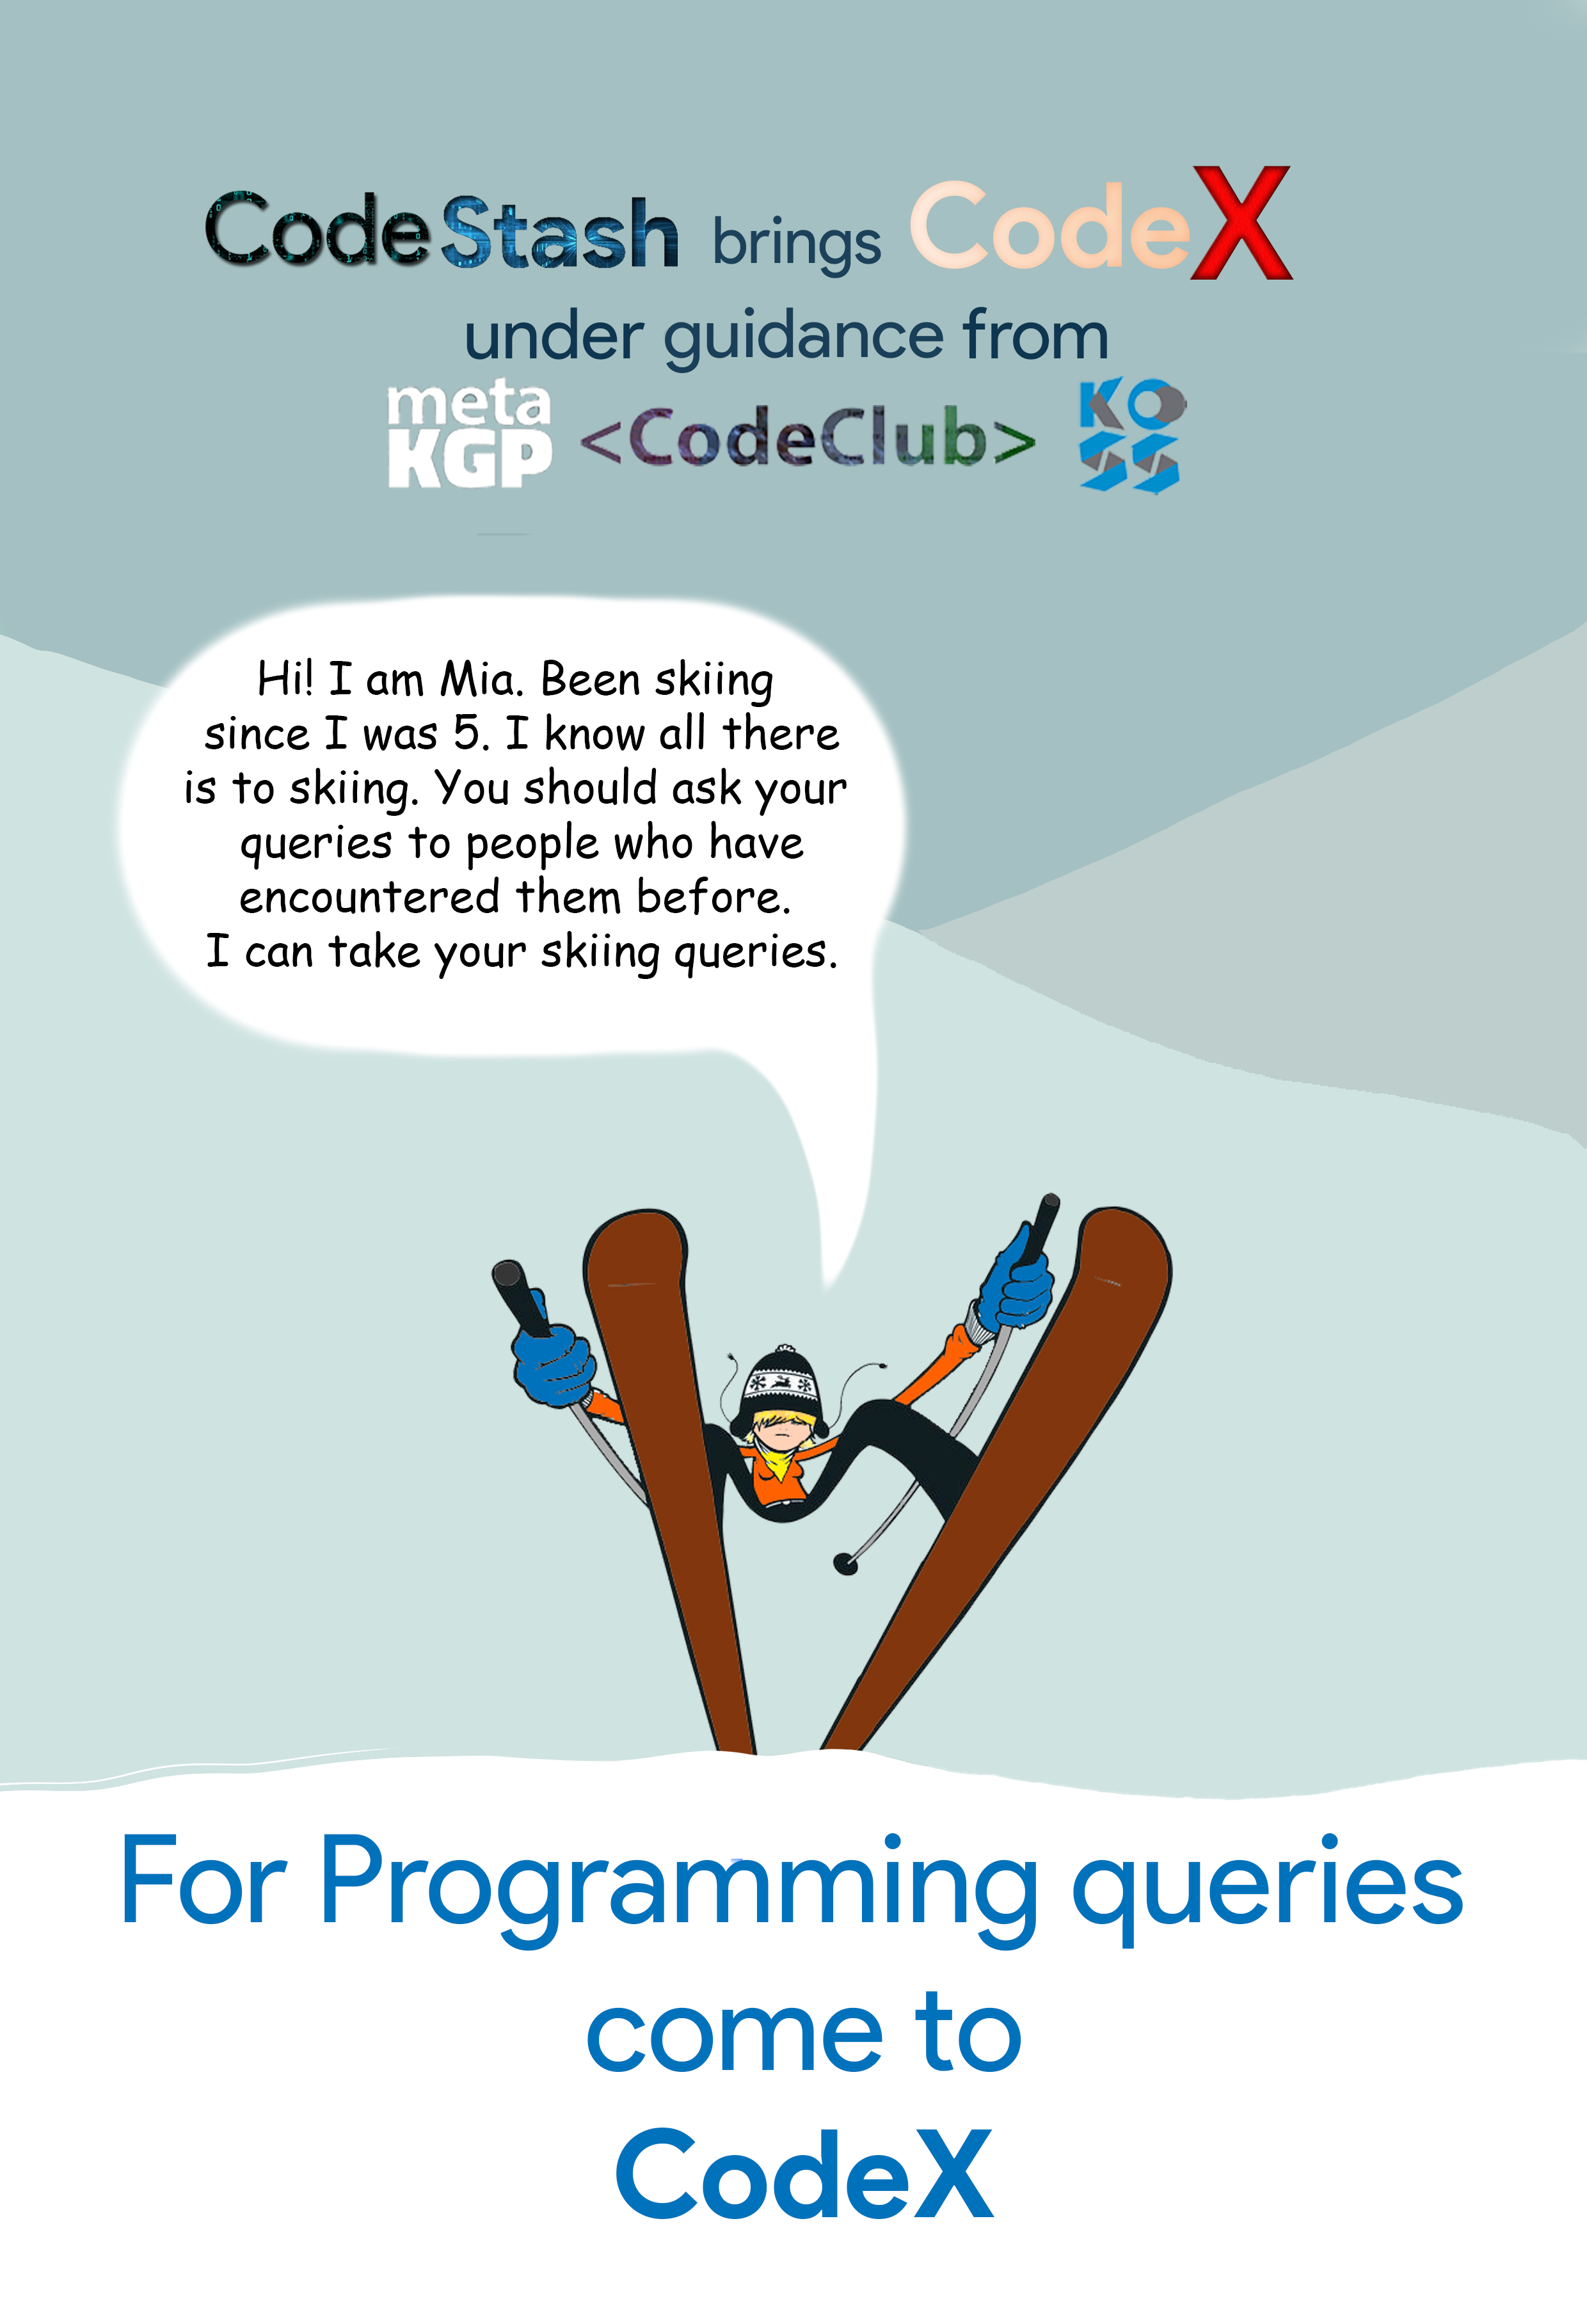 CodeStash brings CodeX
under guidance from
meta
KGP
<CodeClub>
KOSS
Hi! I am Mia. Been skiing
since I was 5. I know all there
is to skiing. You should ask your
queries to people who have
encountered them before.
I can take your skiing queries.
For Programming queries
come to
CodeX